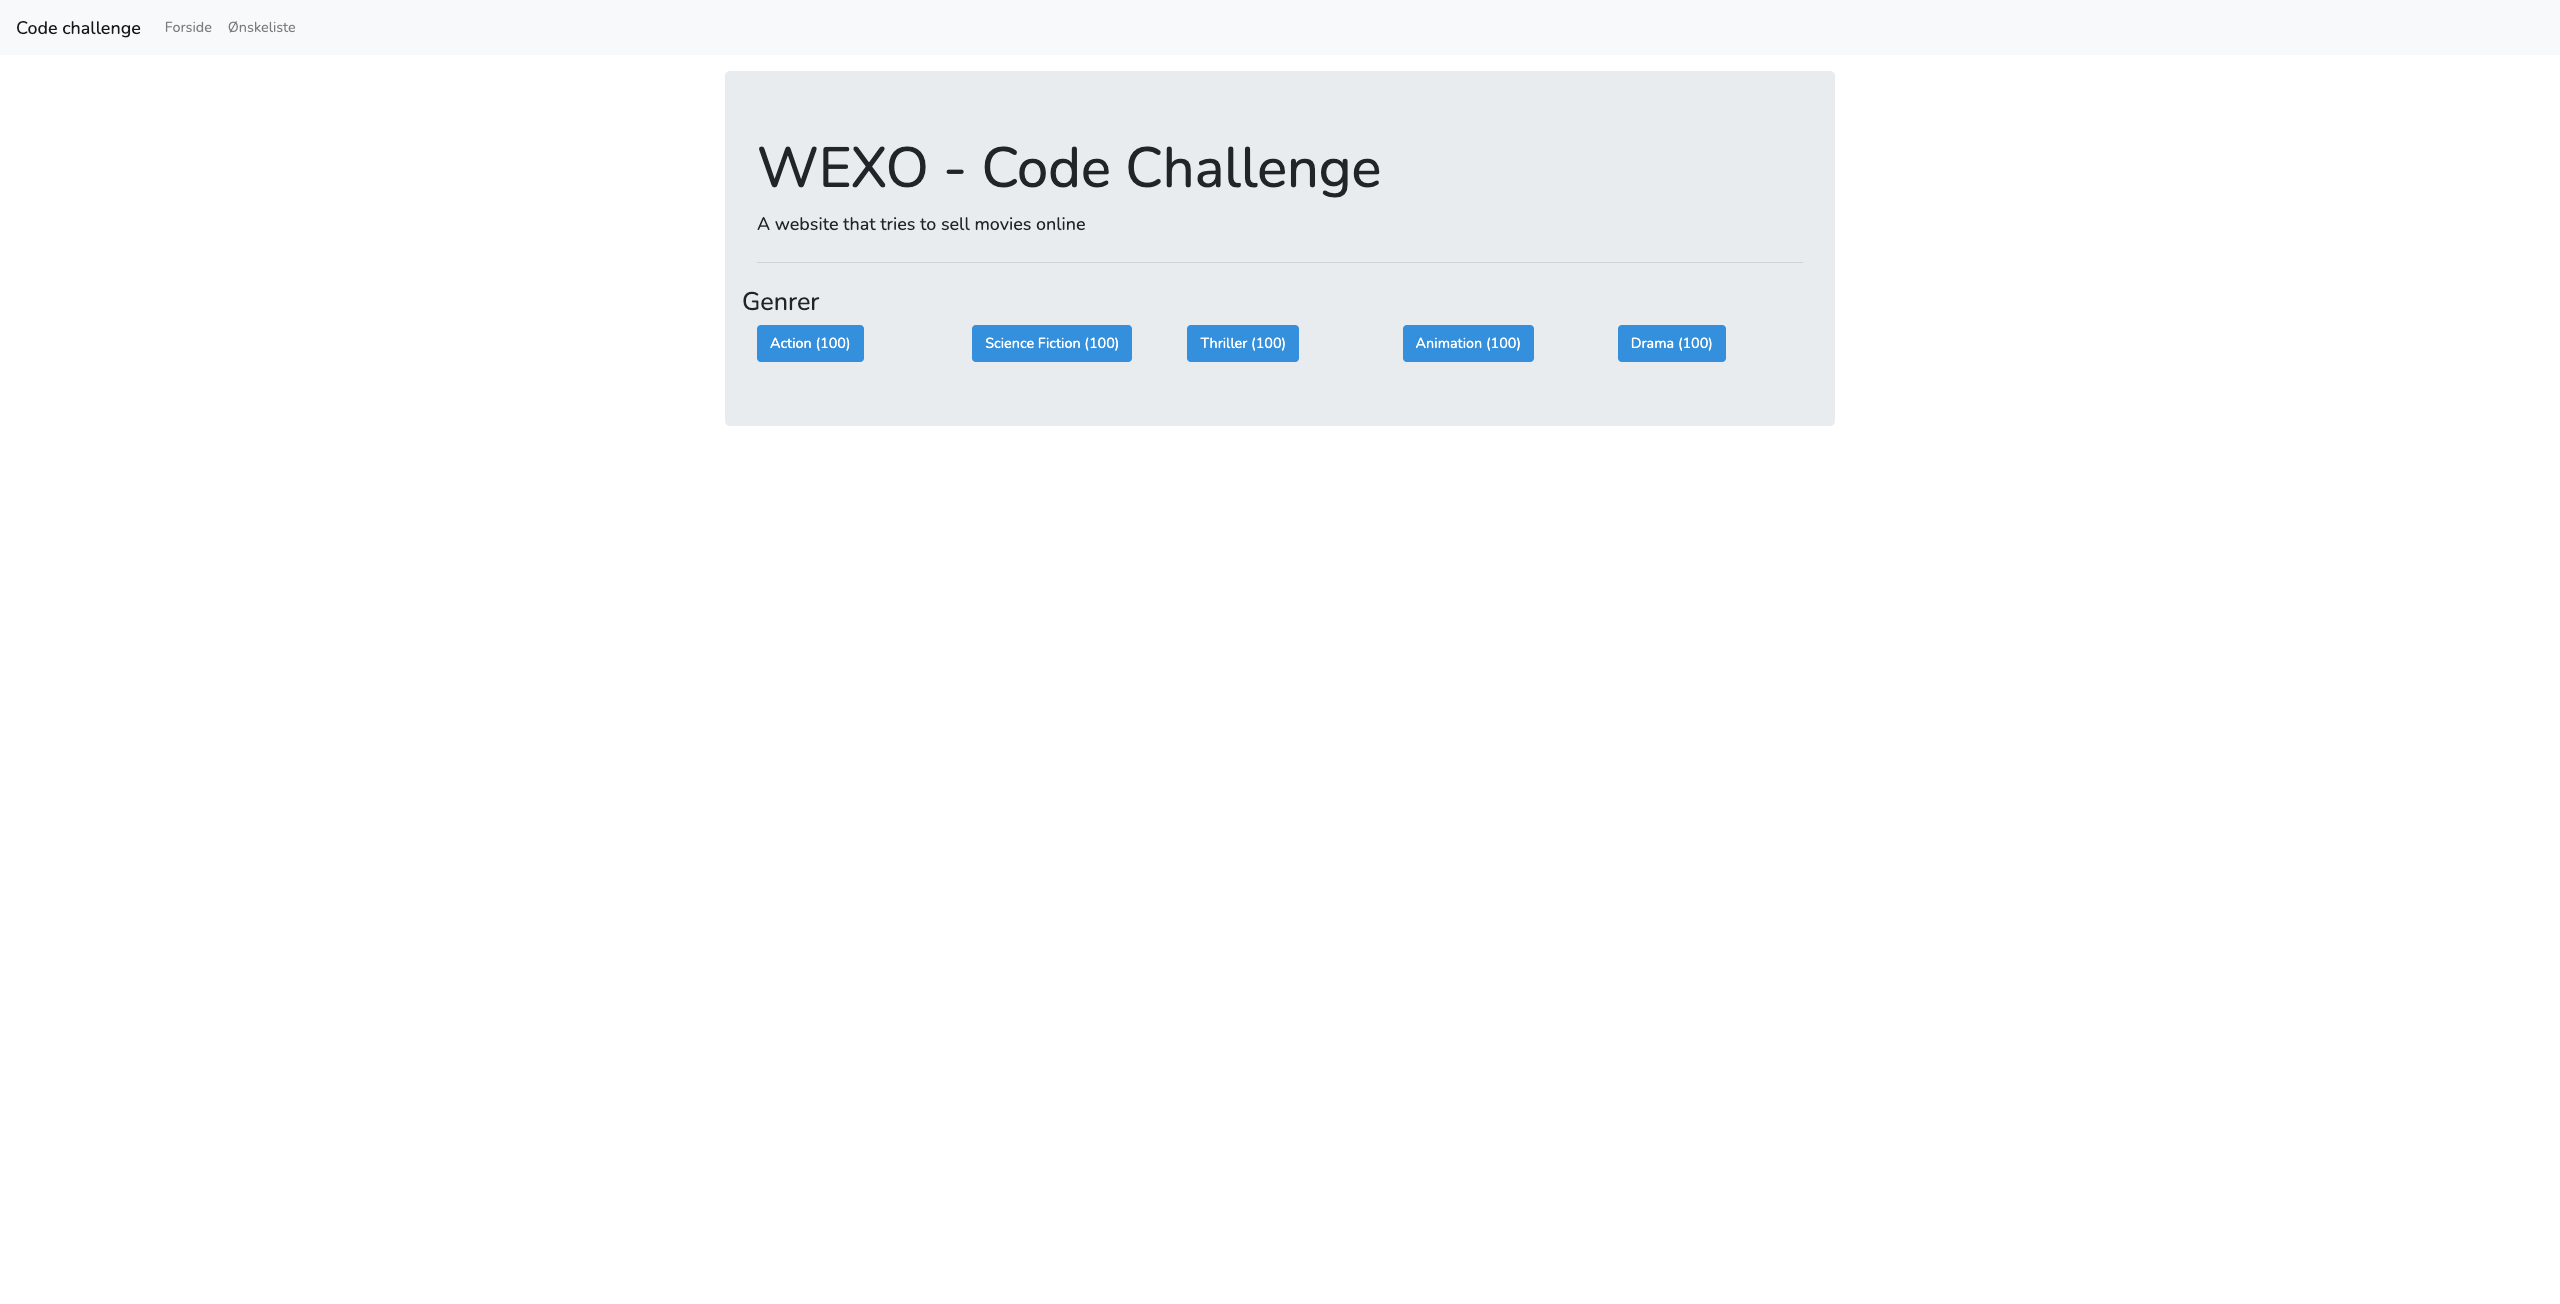 Code challenge Forside Ønskeliste
WEXO - Code Challenge
A website that tries to sell movies online
Genrer
Action (100) Science Fiction (100) Thriller (100) Animation (100) Drama (100)